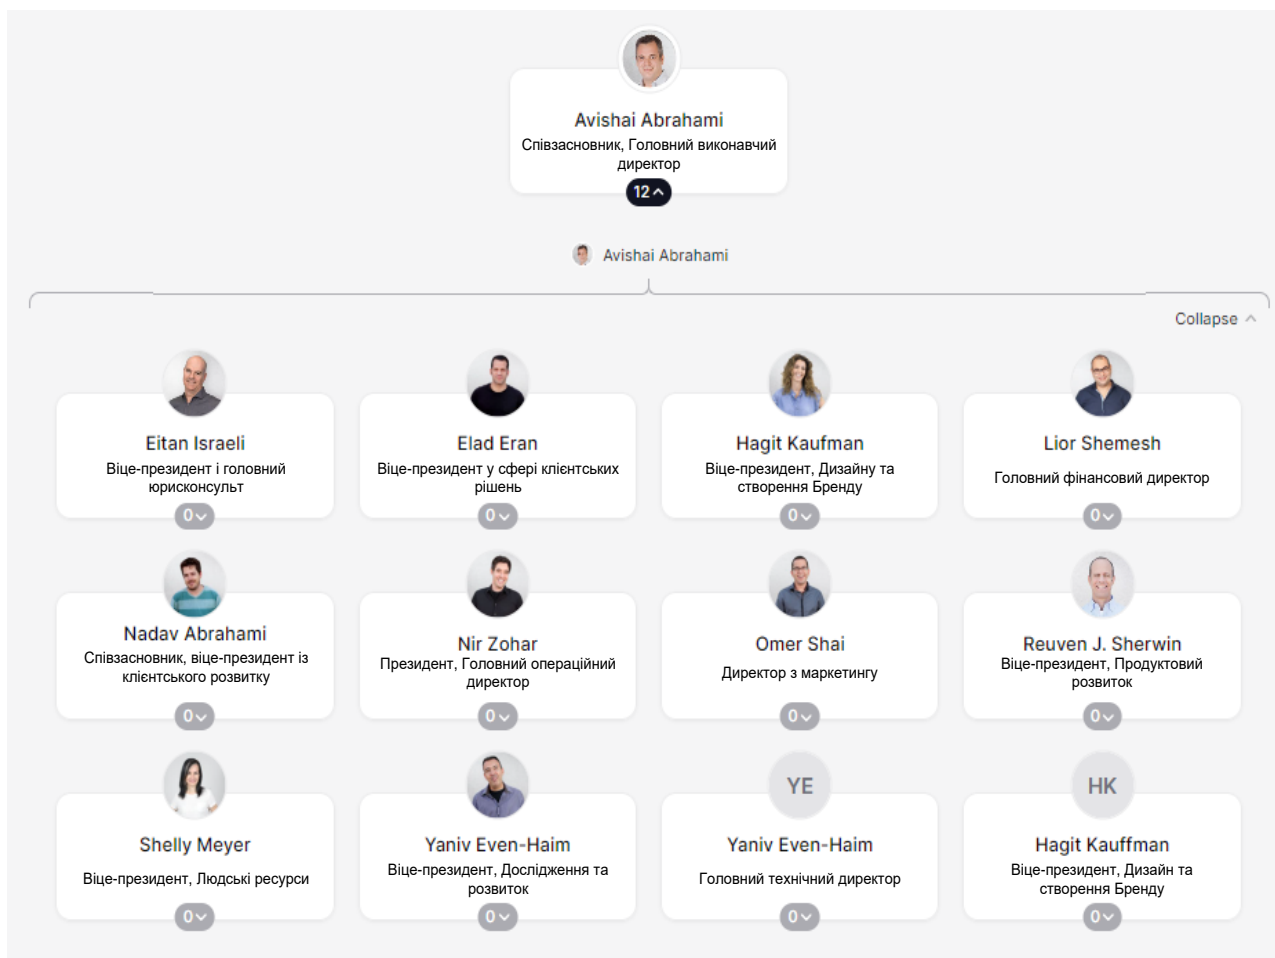 Avishai Abrahami
Співзасновник, Головний виконавчий
директор
12
Avishai Abrahami
Collapse
Eitan Israeli
Віце-президент і головний
юрисконсульт
0
Elad Eran
Віце-президент у сфері клієнтських
рішень
0
Hagit Kaufman
Віце-президент, Дизайну та
створення Бренду
0
Lior Shemesh
Головний фінансовий директор
0
Nadav Abrahami
Співзасновник, віце-президент із
клієнтського розвитку
0
Nir Zohar
Президент, Головний операційний
директор
0
Omer Shai
Директор з маркетингу
0
Reuven J. Sherwin
Віце-президент, Продуктовий
розвиток
0
Shelly Meyer
Віце-президент, Людські ресурси
0
Yaniv Even-Haim
Віце-президент, Дослідження та
розвиток
0
YE
Yaniv Even-Haim
Головний технічний директор
0
HK
Hagit Kauffman
Віце-президент, Дизайн та
створення Бренду
0